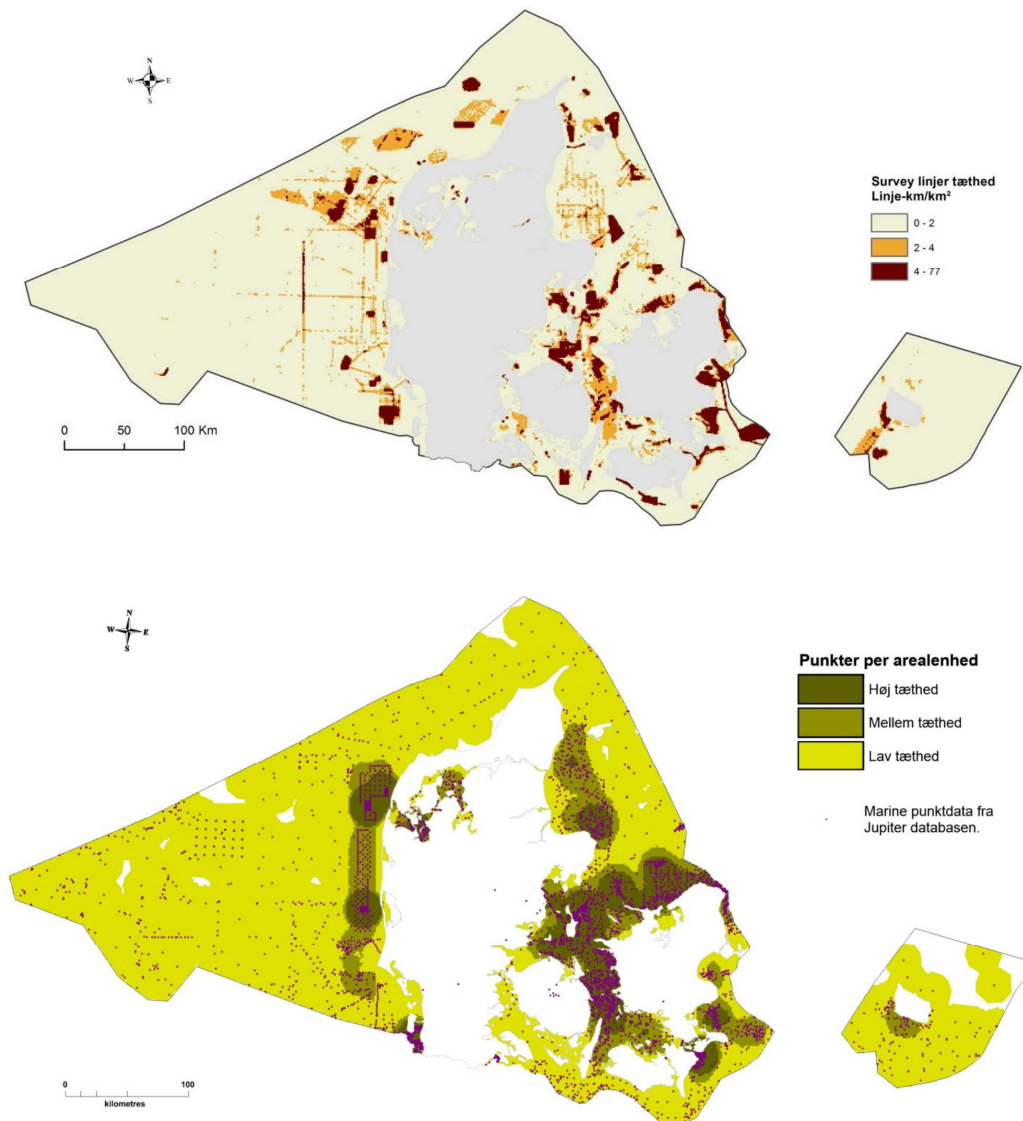 N
W E
S
Survey linjer tæthed
Linje-km/km²
0 - 2
2 - 4
4 - 77
0 50 100 Km
N
W E
S
Punkter per arealenhed
Høj tæthed
Mellem tæthed
Lav tæthed
Marine punktdata fra
Jupiter databasen.
0 100
kilometres